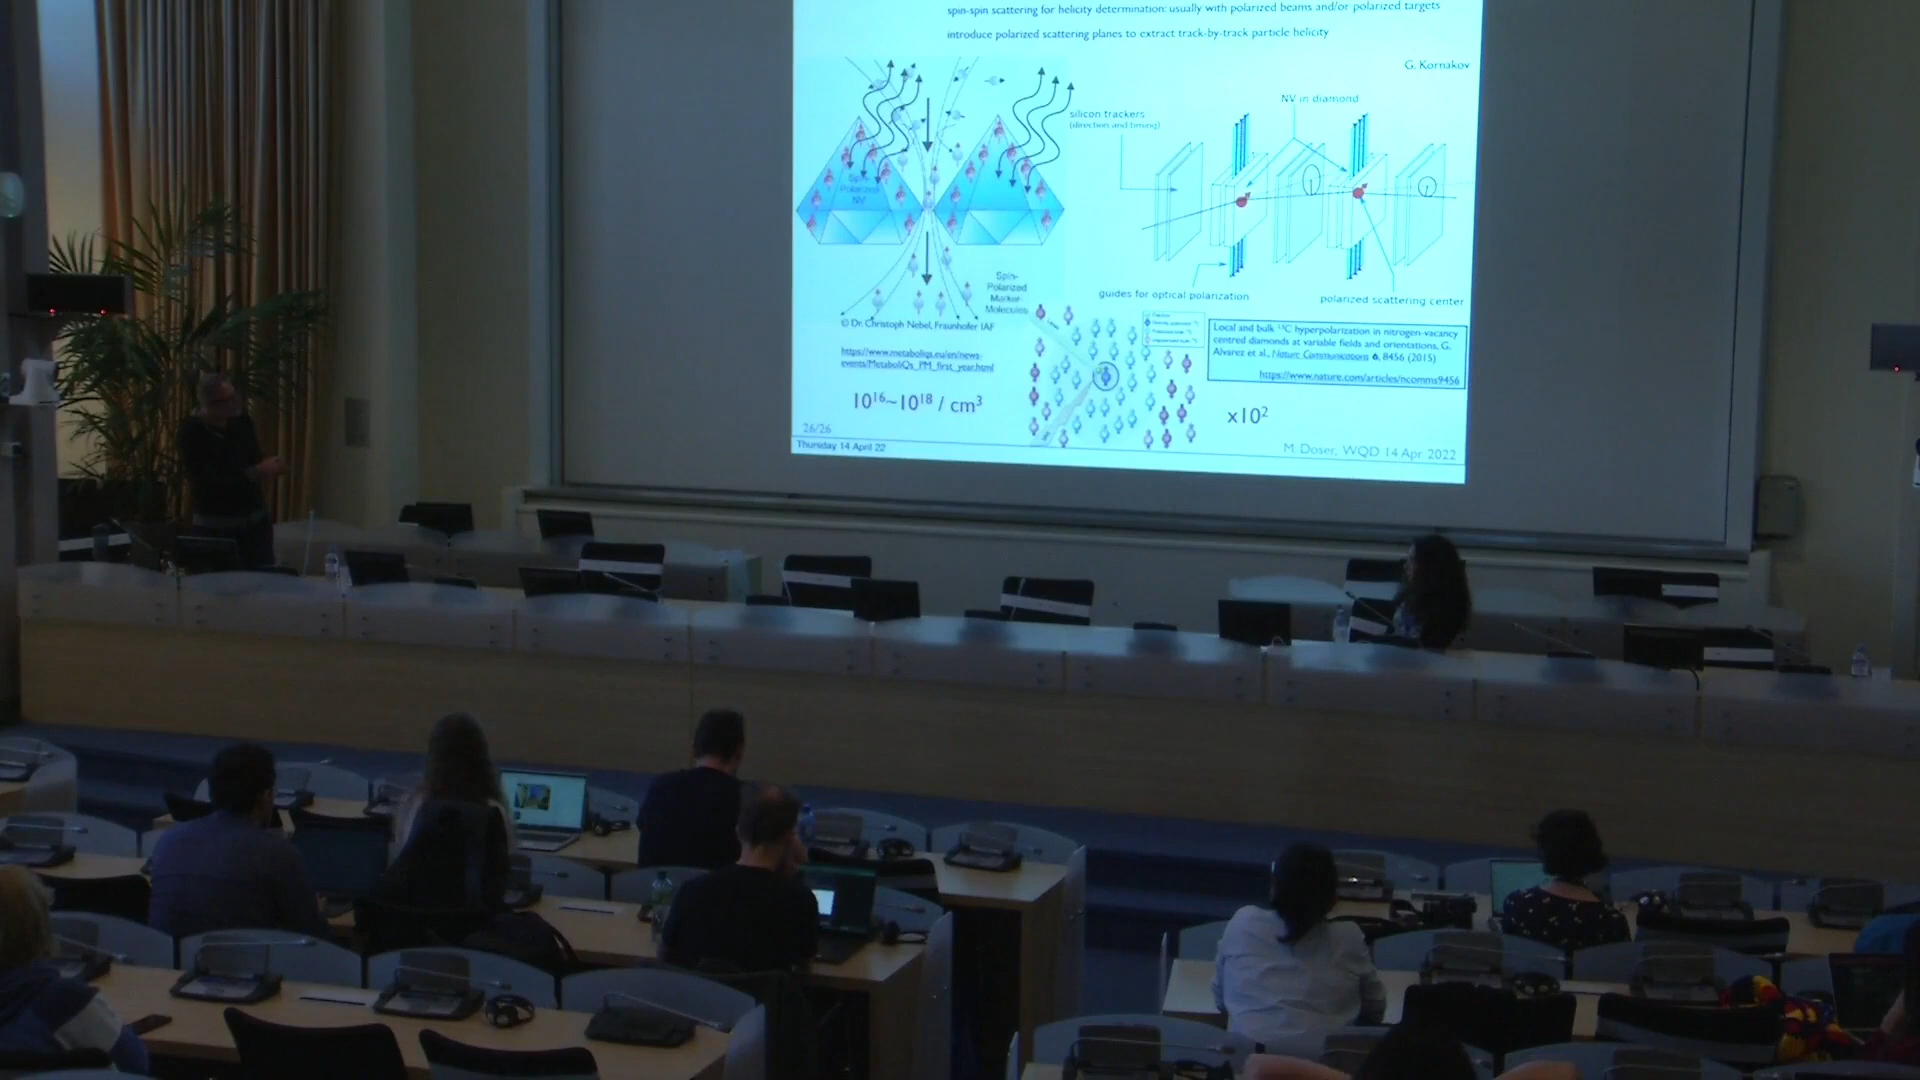 spin-spin scattering for helicity determination: usually with polarized beams and/or polarized targets
introduce polarized scattering planes to extract track-by-track particle helicity
G. Kornakov
NV in diamond
silicon trackers
(direction and timing)
Spin-
Polarized
NV
guides for optical polarization
polarized scattering center
Spin-
Polarized
Marker-
Molecules
© Dr. Christoph Nebel, Fraunhofer IAF
https://www.metaboliqs.eu/en/news-
events/MetaboliQs_PM_first_year.html
Local and bulk ¹³C hyperpolarization in nitrogen-vacancy
centred diamonds at variable fields and orientations, G.
Alvarez et al., Nature Communications 6, 8456 (2015)
https://www.nature.com/articles/ncomms9456
10¹⁶~10¹⁸ / cm³
x10²
26/26
Thursday 14 April 22
M. Doser, WQD 14 Apr 2022